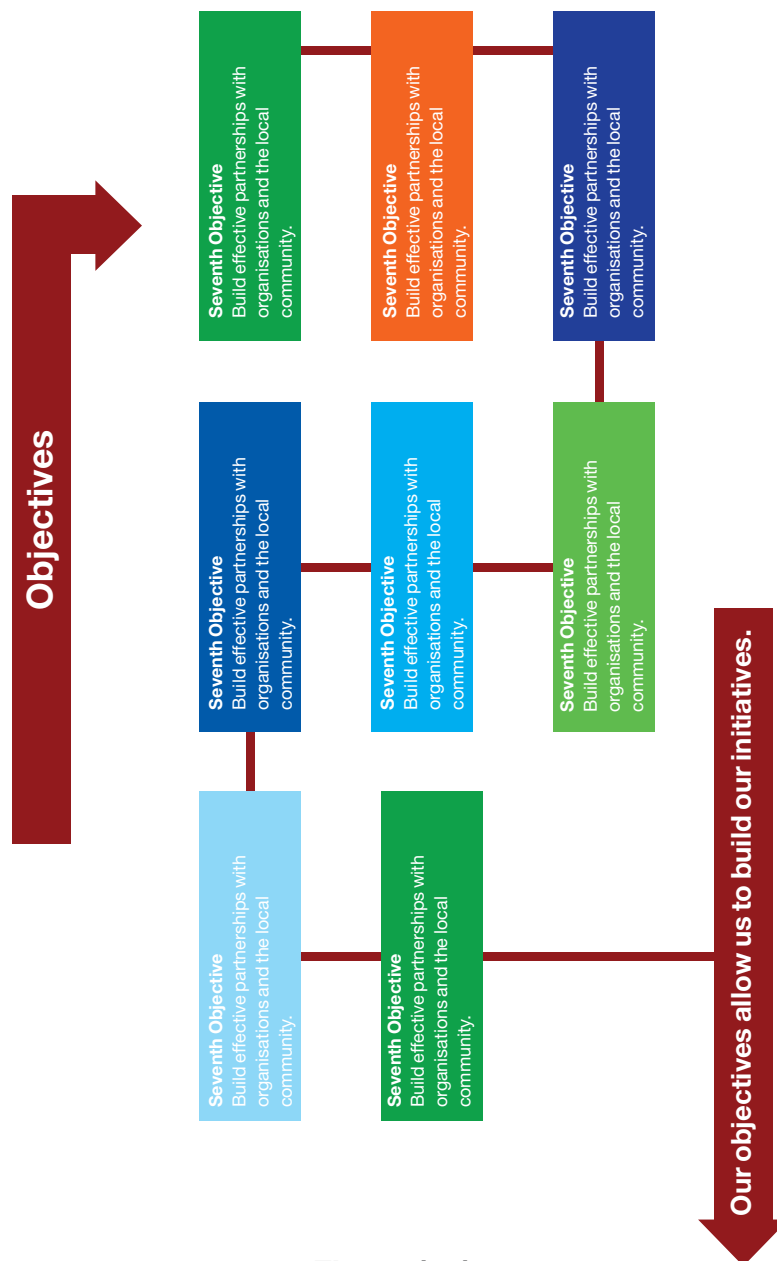 Objectives
Seventh Objective
Build effective partnerships with
organisations and the local
community.
Seventh Objective
Build effective partnerships with
organisations and the local
community.
Seventh Objective
Build effective partnerships with
organisations and the local
community.
Seventh Objective
Build effective partnerships with
organisations and the local
community.
Seventh Objective
Build effective partnerships with
organisations and the local
community.
Seventh Objective
Build effective partnerships with
organisations and the local
community.
Seventh Objective
Build effective partnerships with
organisations and the local
community.
Seventh Objective
Build effective partnerships with
organisations and the local
community.
Our objectives allow us to build our initiatives.